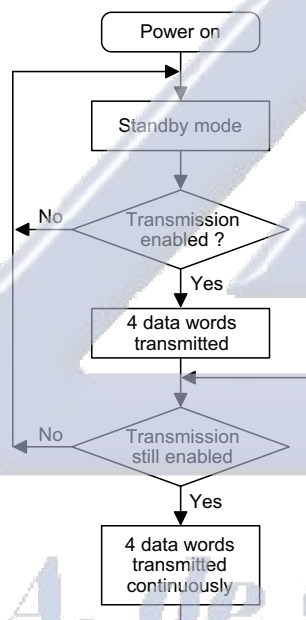 Power on
Standby mode
Transmission
enabled ?
No
Yes
4 data words
transmitted
Transmission
still enabled
No
Yes
4 data words
transmitted
continuously